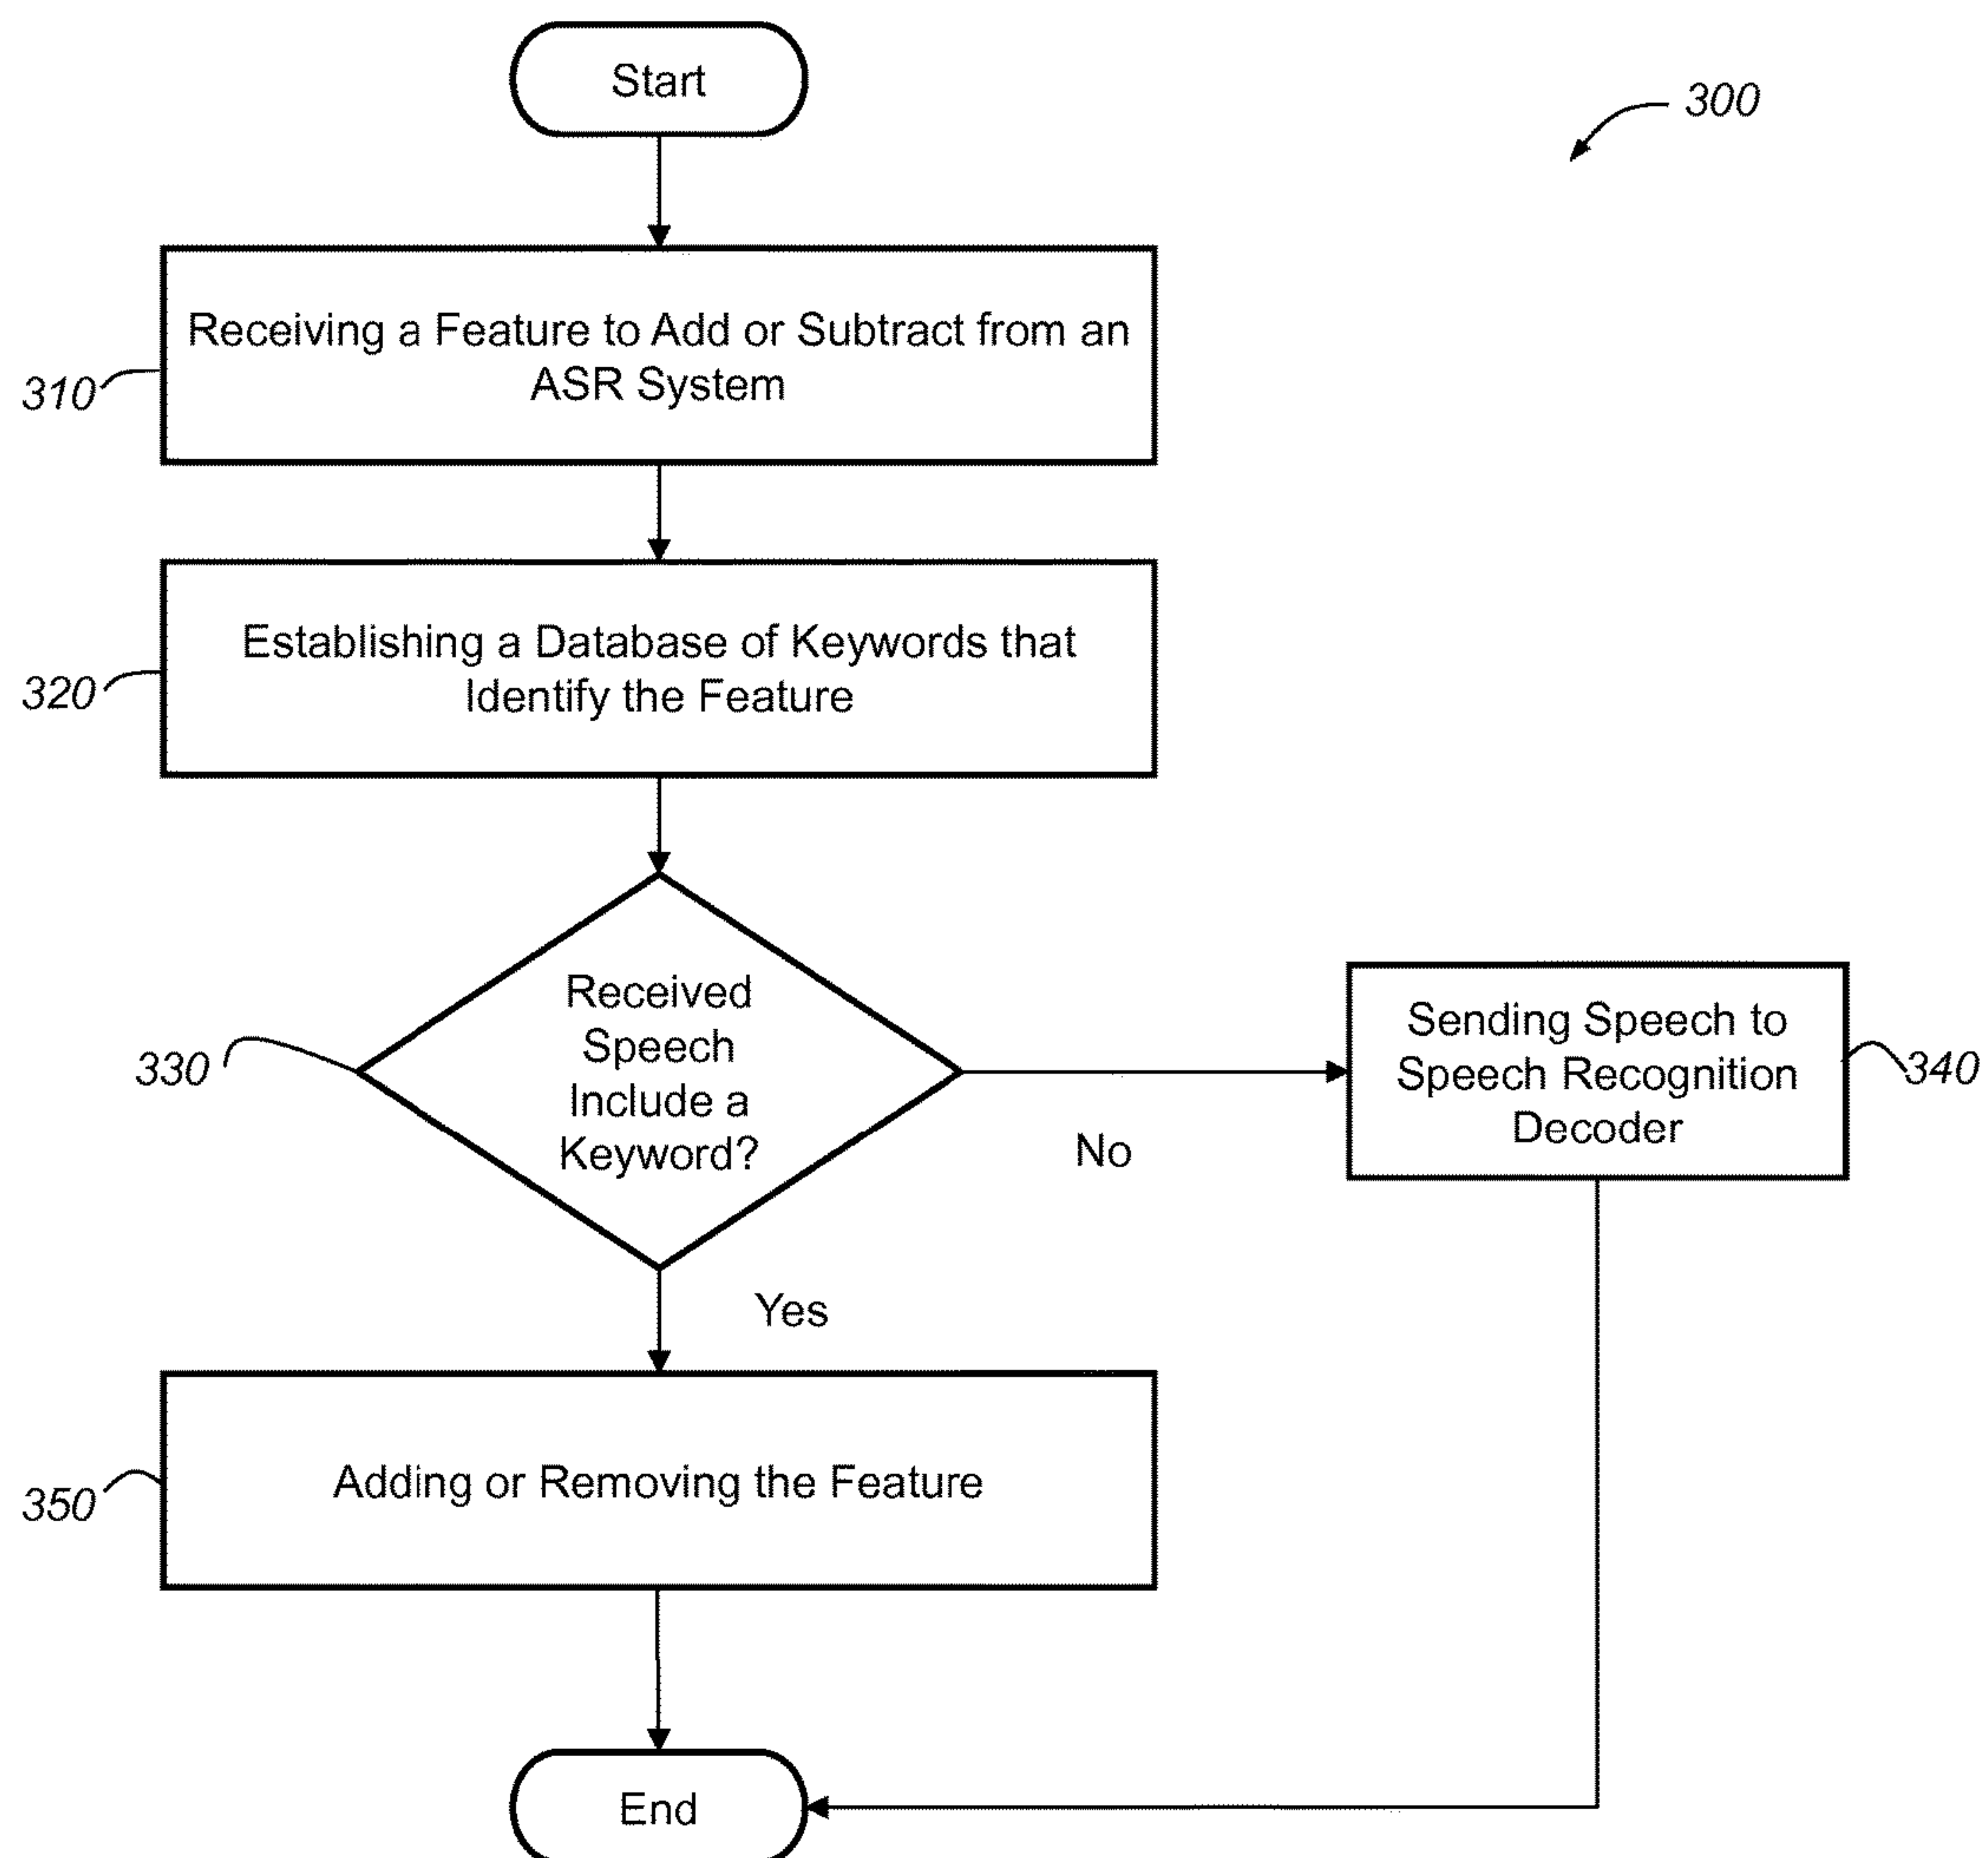 Start
300
Receiving a Feature to Add or Subtract from an
ASR System
310
Establishing a Database of Keywords that
Identify the Feature
320
Received
Speech
Include a
Keyword?
330
No
Sending Speech to
Speech Recognition
Decoder
340
Yes
Adding or Removing the Feature
350
End